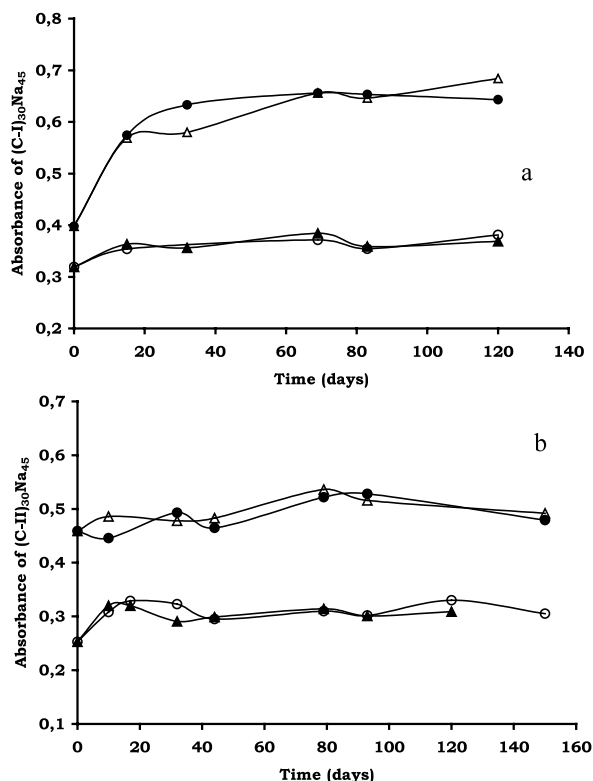 0,8
0,7
0,6
0,5
0,4
0,3
0,2
Absorbance of (C-I)30Na45
a
0 20 40 60 80 100 120 140
Time (days)
0,7
0,6
0,5
0,4
0,3
0,2
0,1
Absorbance of (C-II)30Na45
b
0 20 40 60 80 100 120 140 160
Time (days)